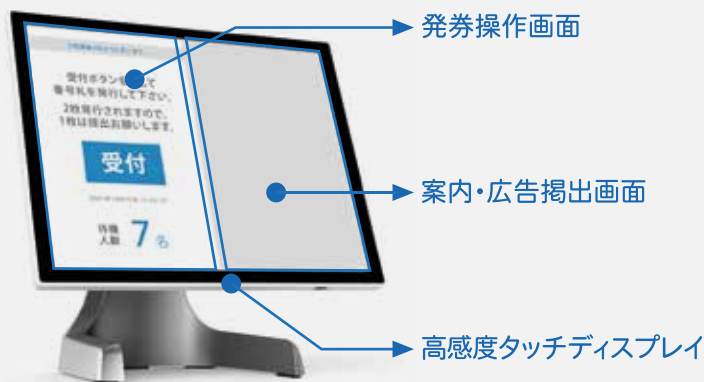 発券操作画面
受付ボタンを
て
番号札を発行して下さい。
2枚発行されますので、
1枚は提出お願いします。
受付
案内・広告掲出画面
待機
人数
7名
高感度タッチディスプレイ